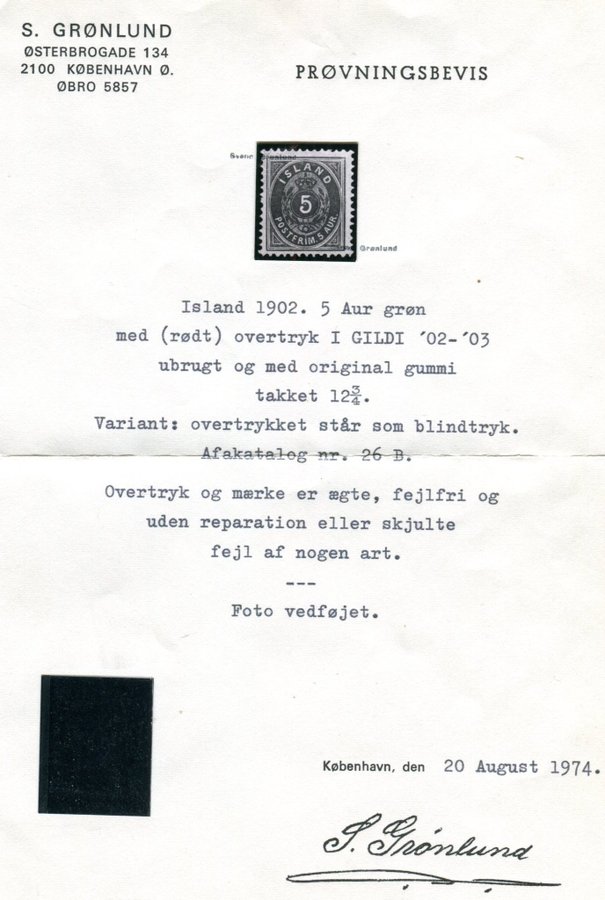 S. GRØNLUND
ØSTERBROGADE 134
2100 KØBENHAVN Ø.
ØBRO 5857
PRØVNINGSBEVIS
Svend Grønlund
ISLAND
5
POSTFRIM. 5 AUR.
Grønlund
Island 1902. 5 Aur grøn
med (rødt) overtryk I GILDI '02-'03
ubrugt og med original gummi
takket 12¾.
Variant: overtrykket står som blindtryk.
Afakatalog nr. 26 B.
Overtryk og mærke er ægte, fejlfri og
uden reparation eller skjulte
fejl af nogen art.
---
Foto vedføjet.
København, den 20 August 1974.
S. Grønlund